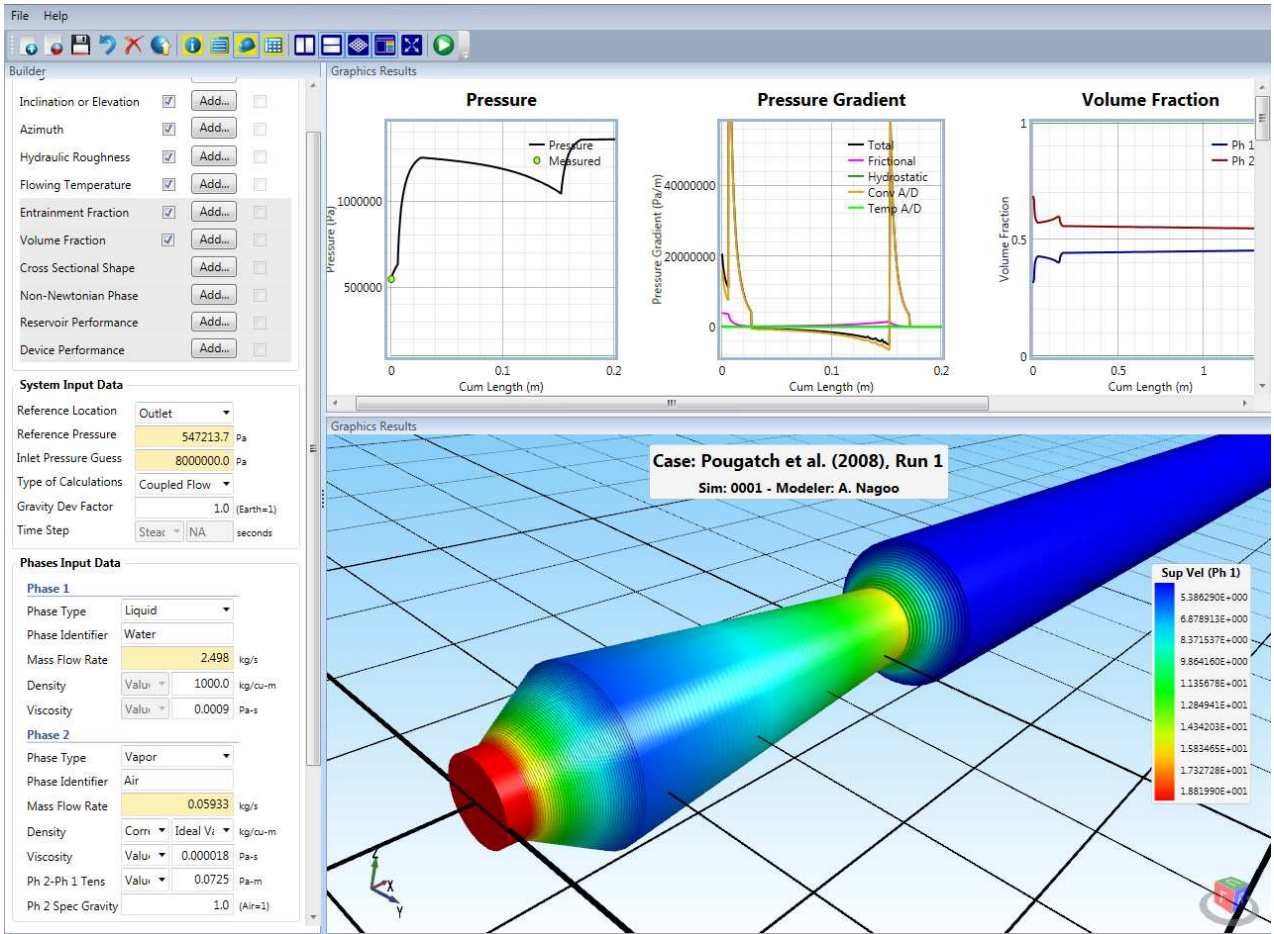 File Help
Builder
Inclination or Elevation Add...
Azimuth Add...
Hydraulic Roughness Add...
Flowing Temperature Add...
Entrainment Fraction Add...
Volume Fraction Add...
Cross Sectional Shape Add...
Non-Newtonian Phase Add...
Reservoir Performance Add...
Device Performance Add...
System Input Data
Reference Location Outlet
Reference Pressure 547213.7 Pa
Inlet Pressure Guess 8000000.0 Pa
Type of Calculations Coupled Flow
Gravity Dev Factor 1.0 (Earth=1)
Time Step NA seconds
Phases Input Data
Phase 1
Phase Type Liquid
Phase Identifier Water
Mass Flow Rate 2.498 kg/s
Density 1000.0 kg/cu-m
Viscosity 0.0009 Pa-s
Phase 2
Phase Type Vapor
Phase Identifier Air
Mass Flow Rate 0.05933 kg/s
Density Ideal kg/cu-m
Viscosity 0.000018 Pa-s
Ph 2-Ph 1 Tens 0.0725 Pa-m
Ph 2 Spec Gravity 1.0 (Air=1)
Graphics Results
Pressure
Pressure
Measured
Pressure (Pa)
1000000
500000
0 0.1 0.2
Cum Length (m)
Pressure Gradient
Total
Frictional
Hydrostatic
Conv A/D
Temp A/D
Pressure Gradient (Pa/m)
40000000
20000000
0
0 0.1 0.2
Cum Length (m)
Volume Fraction
Ph 1
Ph 2
Volume Fraction
1
0.5
0
0 0.5 1
Cum Length (m)
Graphics Results
Case: Pougatch et al. (2008), Run 1
Sim: 0001 - Modeler: A. Nagoo
Sup Vel (Ph 1)
5.386290E+000
6.878913E+000
8.371537E+000
9.864160E+000
1.135678E+001
1.284941E+001
1.434203E+001
1.583465E+001
1.732728E+001
1.881990E+001
Z
X
Y